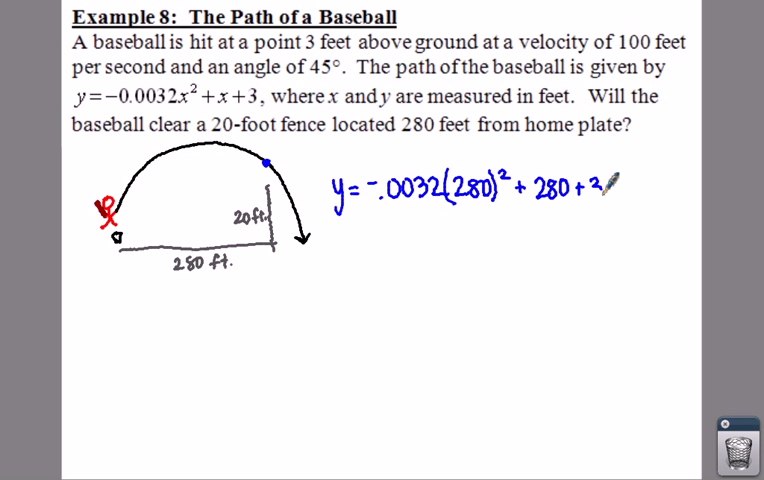 Example 8: The Path of a Baseball
A baseball is hit at a point 3 feet above ground at a velocity of 100 feet
per second and an angle of 45°. The path of the baseball is given by
y=−0.0032x²+x+3, where x and y are measured in feet. Will the
baseball clear a 20-foot fence located 280 feet from home plate?
y=-.0032(280)²+280+
20ft.
280 ft.